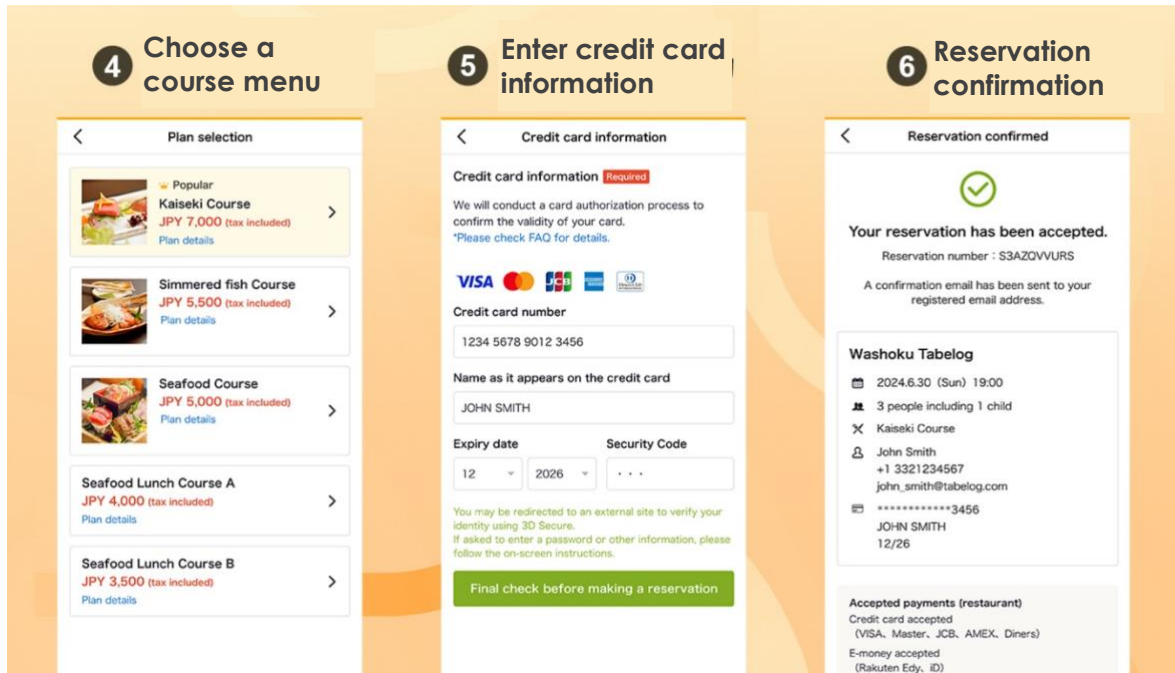 4 Choose a
course menu
Plan selection
Popular
Kaiseki Course
JPY 7,000 (tax included)
Plan details
Simmered fish Course
JPY 5,500 (tax included)
Plan details
Seafood Course
JPY 5,000 (tax included)
Plan details
Seafood Lunch Course A
JPY 4,000 (tax included)
Plan details
Seafood Lunch Course B
JPY 3,500 (tax included)
Plan details
5 Enter credit card
information
Credit card information
Credit card information Required
We will conduct a card authorization process to
confirm the validity of your card.
*Please check FAQ for details.
VISA JCB
Credit card number
1234 5678 9012 3456
Name as it appears on the credit card
JOHN SMITH
Expiry date Security Code
12 2026 • • •
You may be redirected to an external site to verify your
identity using 3D Secure.
If asked to enter a password or other information, please
follow the on-screen instructions.
Final check before making a reservation
6 Reservation
confirmation
Reservation confirmed
Your reservation has been accepted.
Reservation number : S3AZQVVURS
A confirmation email has been sent to your
registered email address.
Washoku Tabelog
2024.6.30 (Sun) 19:00
3 people including 1 child
Kaiseki Course
John Smith
+1 3321234567
john_smith@tabelog.com
************3456
JOHN SMITH
12/26
Accepted payments (restaurant)
Credit card accepted
(VISA、Master、JCB、AMEX、Diners)
E-money accepted
(Rakuten Edy、iD)